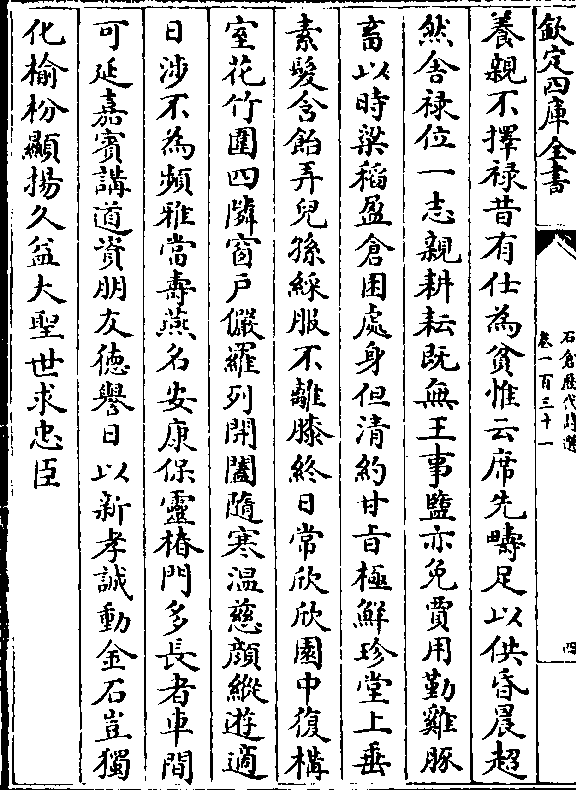 欽定四庫全書
石倉歷代詩選
卷一百三十一
四
養親不擇祿昔有仕為貧惟云席先疇足以供昏晨超
然舍祿位一志親耕耘既無王事盬亦免賈用勤雞豚
畜以時粱稻盈倉囷處身但清約甘旨極鮮珍堂上垂
素髮含飴弄兒孫綵服不離膝終日常欣欣園中復構
室花竹圍四隣窗戶儼羅列開闔隨寒溫慈顔縱遊適
日涉不為頻雅當壽燕名安康保靈椿門多長者車間
可延嘉賓講道資朋友德譽日以新孝誠動金石豈獨
化榆枌顯揚久益大聖世求忠臣